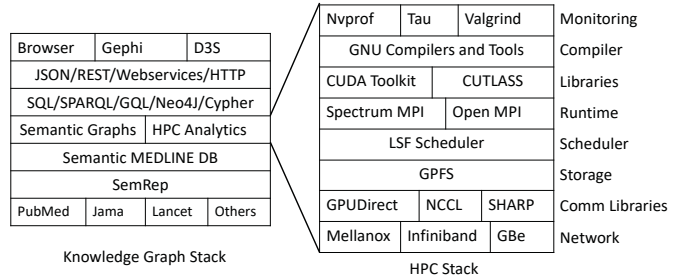 Browser Gephi D3S
JSON/REST/Webservices/HTTP
SQL/SPARQL/GQL/Neo4J/Cypher
Semantic Graphs HPC Analytics
Semantic MEDLINE DB
SemRep
PubMed Jama Lancet Others
Knowledge Graph Stack
Nvprof Tau Valgrind Monitoring
GNU Compilers and Tools Compiler
CUDA Toolkit CUTLASS Libraries
Spectrum MPI Open MPI Runtime
LSF Scheduler Scheduler
GPFS Storage
GPUDirect NCCL SHARP Comm Libraries
Mellanox Infiniband GBe Network
HPC Stack